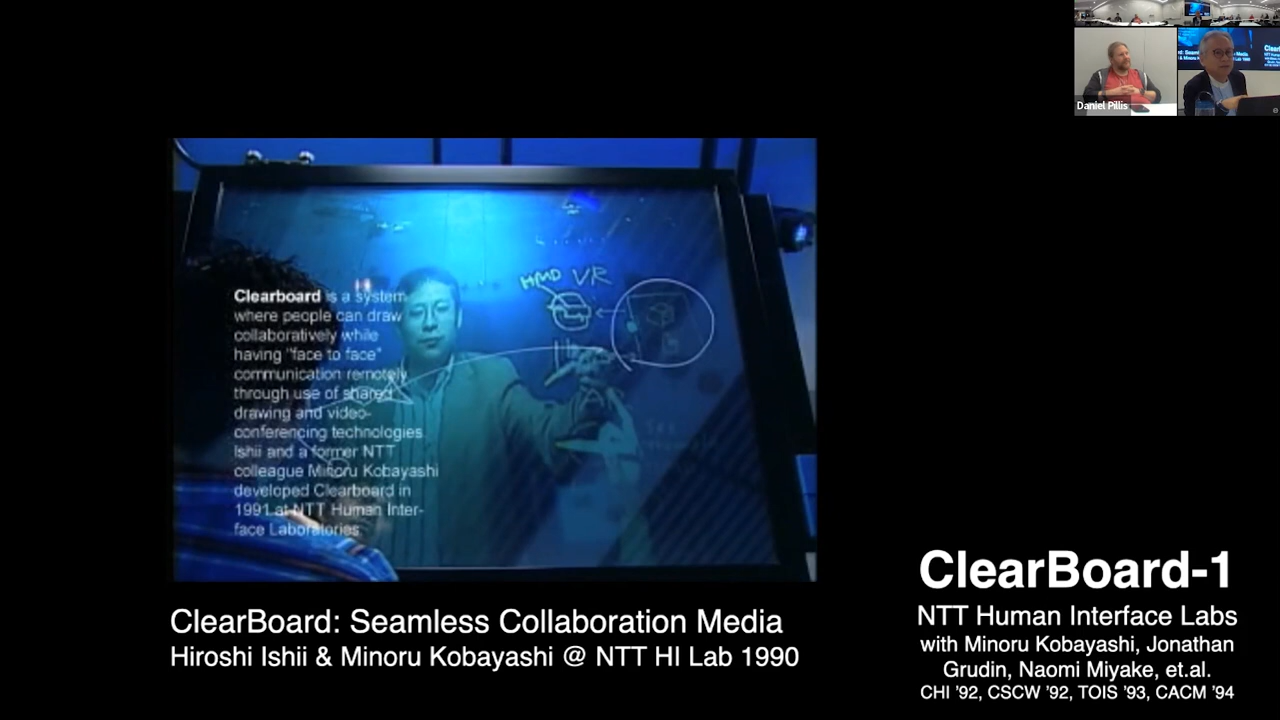 Daniel Pillis
HMD VR
Clearboard is a system
where people can draw
collaboratively while
having "face to face"
communication remotely
through use of shared
drawing and video-
conferencing technologies.
Ishii and a former NTT
colleague Minoru Kobayashi
developed Clearboard in
1991 at NTT Human Inter-
face Laboratories
ClearBoard: Seamless Collaboration Media
Hiroshi Ishii & Minoru Kobayashi @ NTT HI Lab 1990
ClearBoard-1
NTT Human Interface Labs
with Minoru Kobayashi, Jonathan
Grudin, Naomi Miyake, et.al.
CHI '92, CSCW '92, TOIS '93, CACM '94